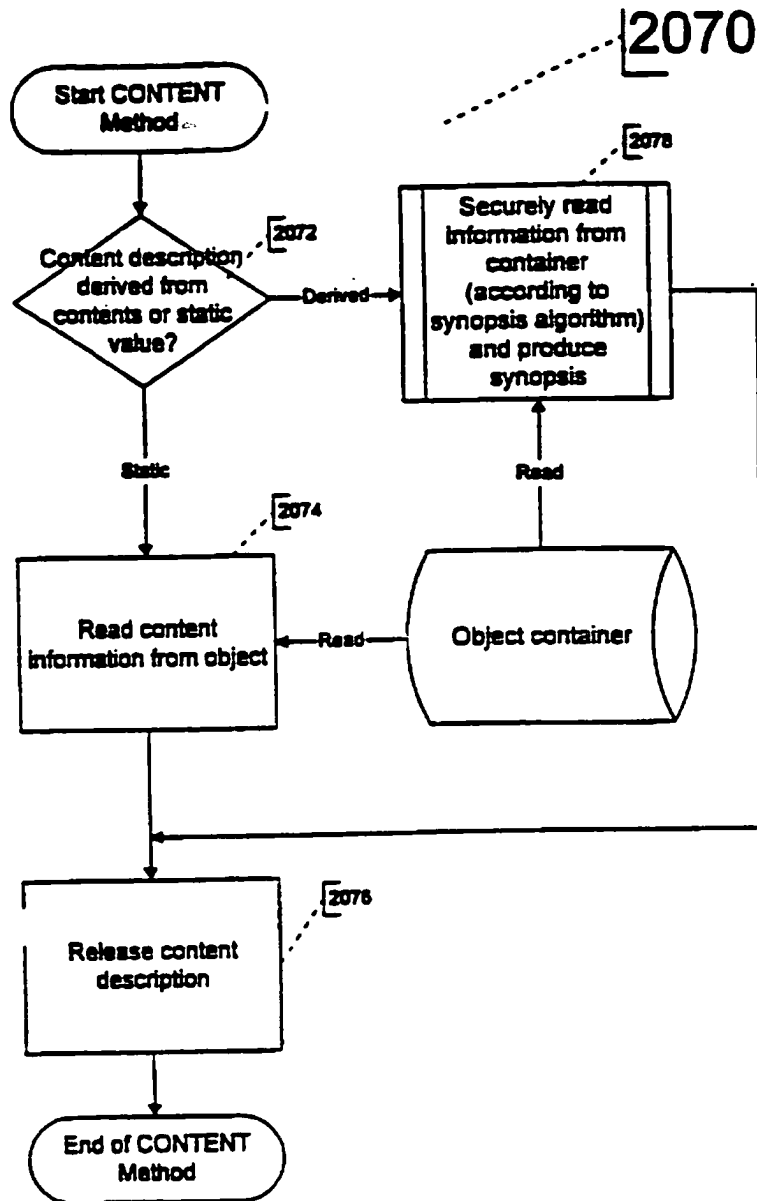 2070
Start CONTENT
Method
2078
Securely read
information from
container
(according to
synopsis algorithm)
and produce
synopsis
2072
Content description
derived from
contents or static
value?
Derived
Static
Read
2074
Read content
information from object
Read
Object container
2076
Release content
description
End of CONTENT
Method